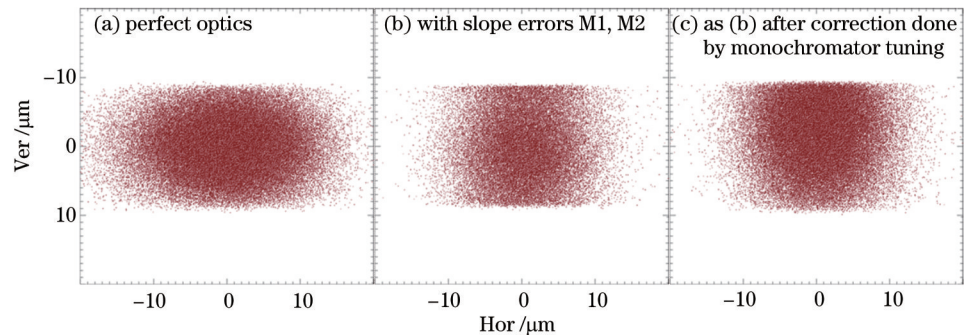 (a) perfect optics
(b) with slope errors M1, M2
(c) as (b) after correction done
by monochromator tuning
Ver /μm
−10
0
10
−10
0
10
−10
0
10
−10
0
10
Hor /μm